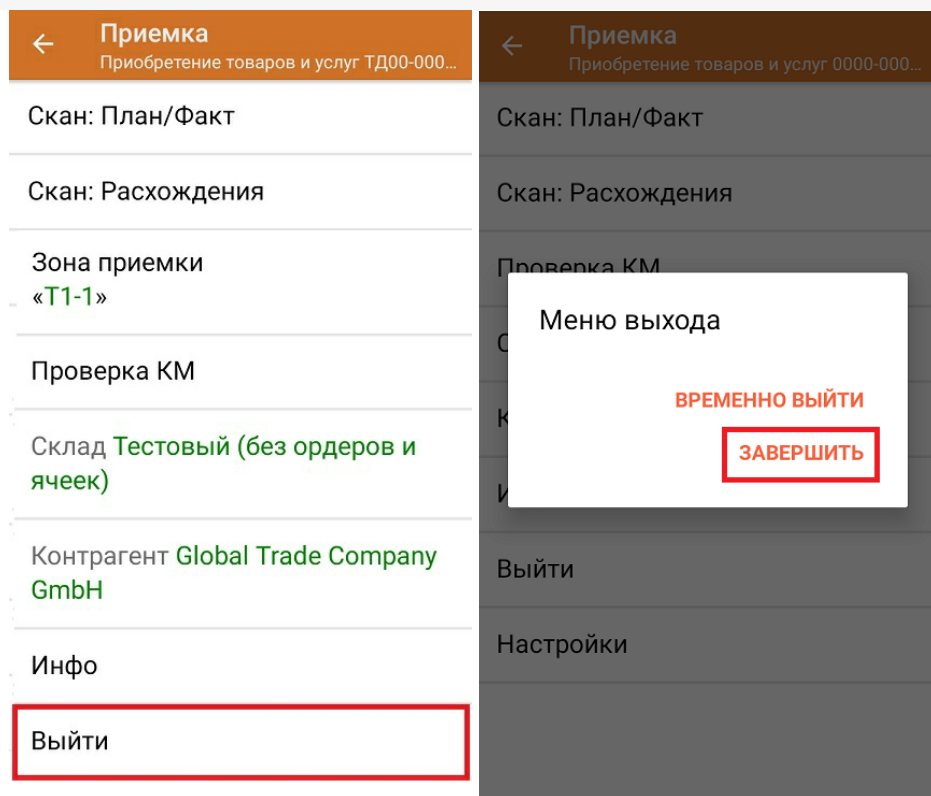 Приемка
Приобретение товаров и услуг ТД00-000...
Скан: План/Факт
Скан: Расхождения
Зона приемки
«Т1-1»
Проверка КМ
Склад Тестовый (без ордеров и
ячеек)
Контрагент Global Trade Company
GmbH
Инфо
Выйти
Приемка
Приобретение товаров и услуг 0000-000...
Скан: План/Факт
Скан: Расхождения
Проверка КМ
Меню выхода
ВРЕМЕННО ВЫЙТИ
ЗАВЕРШИТЬ
Выйти
Настройки